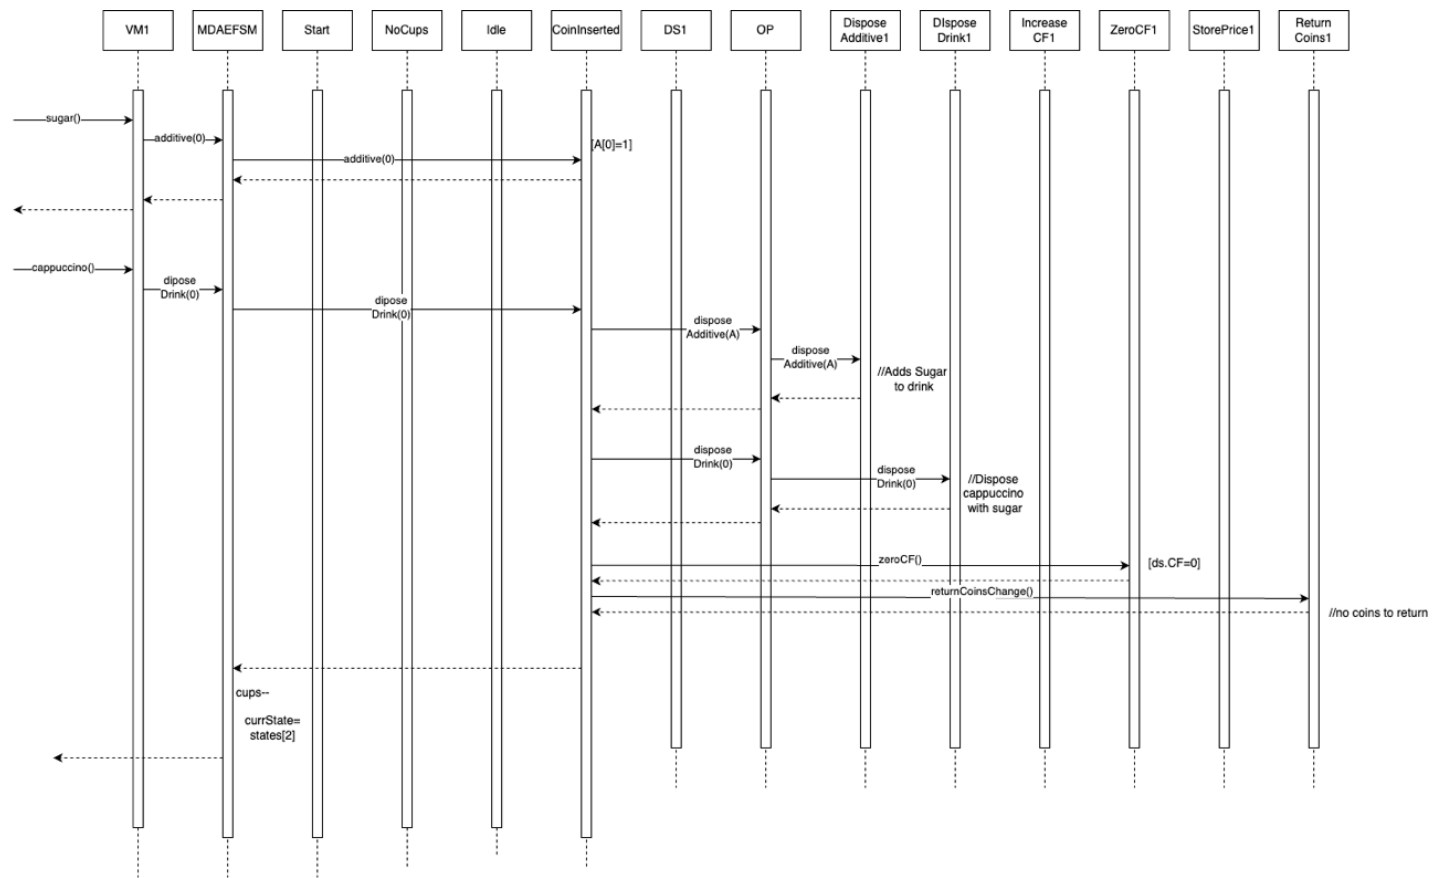 VM1
MDAEFSM
Start
NoCups
Idle
CoinInserted
DS1
OP
Dispose
Additive1
DIspose
Drink1
Increase
CF1
ZeroCF1
StorePrice1
Return
Coins1
sugar()
additive(0)
[A[0]=1]
additive(0)
cappuccino()
dipose
Drink(0)
dipose
Drink(0)
dispose
Additive(A)
dispose
Additive(A)
//Adds Sugar
to drink
dispose
Drink(0)
dispose
Drink(0)
//Dispose
cappuccino
with sugar
zeroCF()
[ds.CF=0]
returnCoinsChange()
//no coins to return
cups--
currState=
states[2]